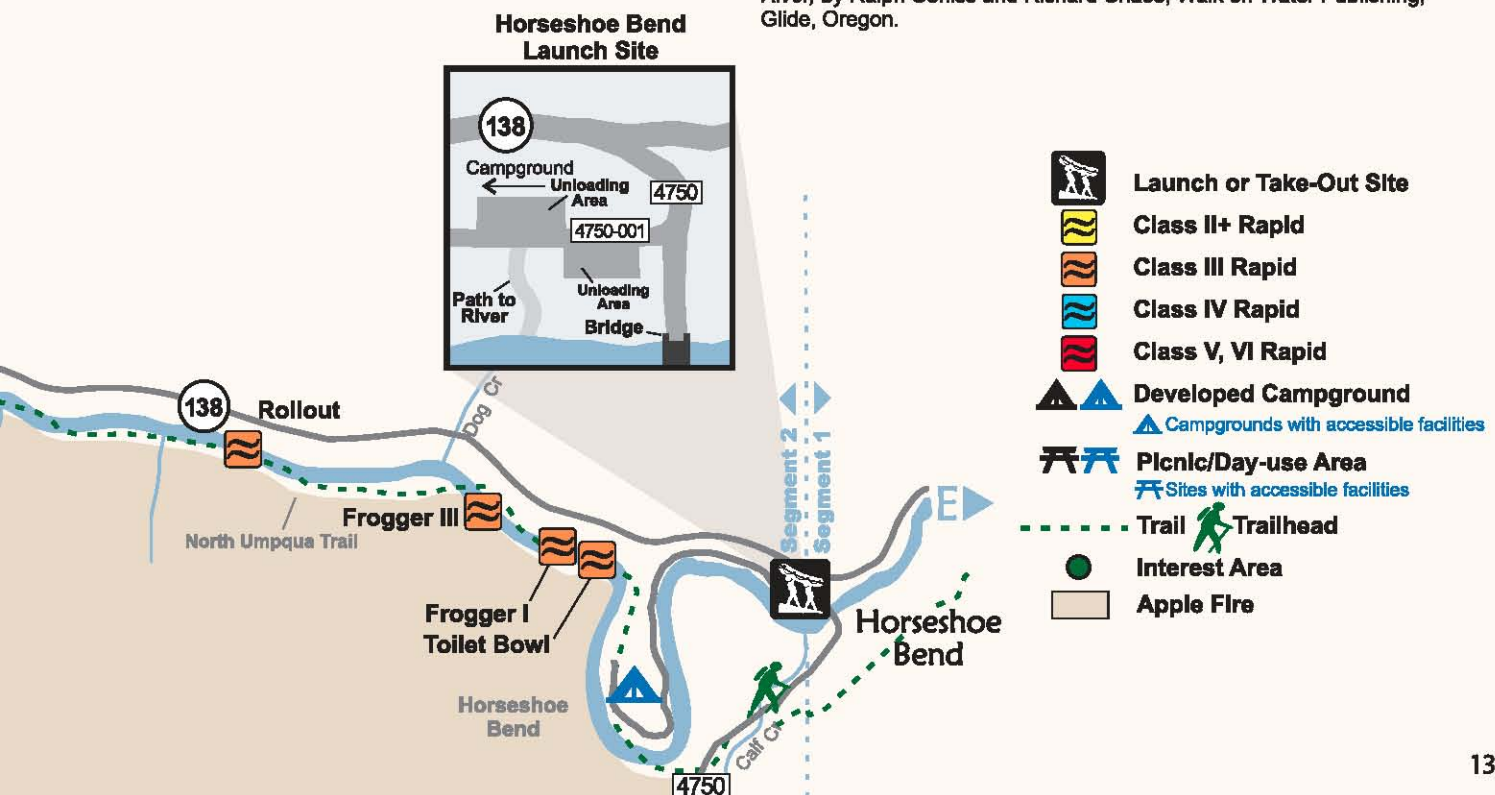 Glide, Oregon.
Horseshoe Bend
Launch Site
138
Campground
Unloading
Area
4750
4750-001
Unloading
Area
Path to
River
Bridge
Launch or Take-Out Site
Class II+ Rapid
Class III Rapid
Class IV Rapid
Class V, VI Rapid
Developed Campground
Campgrounds with accessible facilities
Picnic/Day-use Area
Sites with accessible facilities
Trail Trailhead
Interest Area
Apple Fire
Segment 2
Segment 1
Dog Cr
138
Rollout
E
Frogger III
North Umpqua Trail
Frogger I
Toilet Bowl
Horseshoe
Bend
Horseshoe
Bend
Calf Cr
4750
13